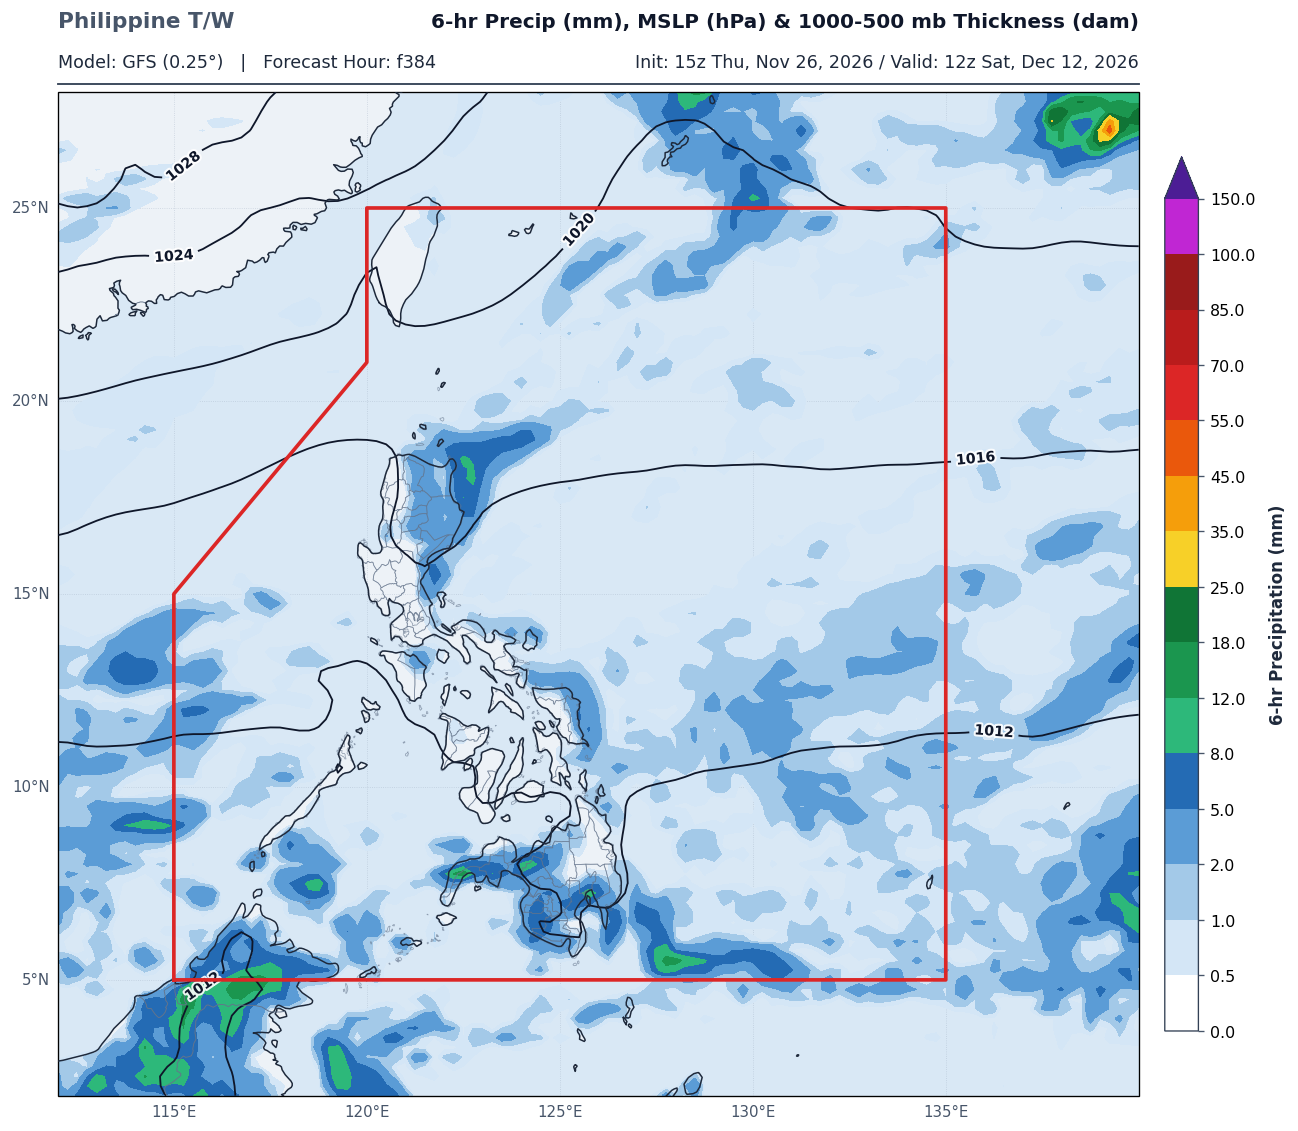 Philippine T/W
6-hr Precip (mm), MSLP (hPa) & 1000-500 mb Thickness (dam)
Model: GFS (0.25°) | Forecast Hour: f384
Init: 15z Thu, Nov 26, 2026 / Valid: 12z Sat, Dec 12, 2026
1028
1024
1020
1016
1012
1012
25°N
20°N
15°N
10°N
5°N
115°E
120°E
125°E
130°E
135°E
150.0
100.0
85.0
70.0
55.0
45.0
35.0
25.0
18.0
12.0
8.0
5.0
2.0
1.0
0.5
0.0
6-hr Precipitation (mm)